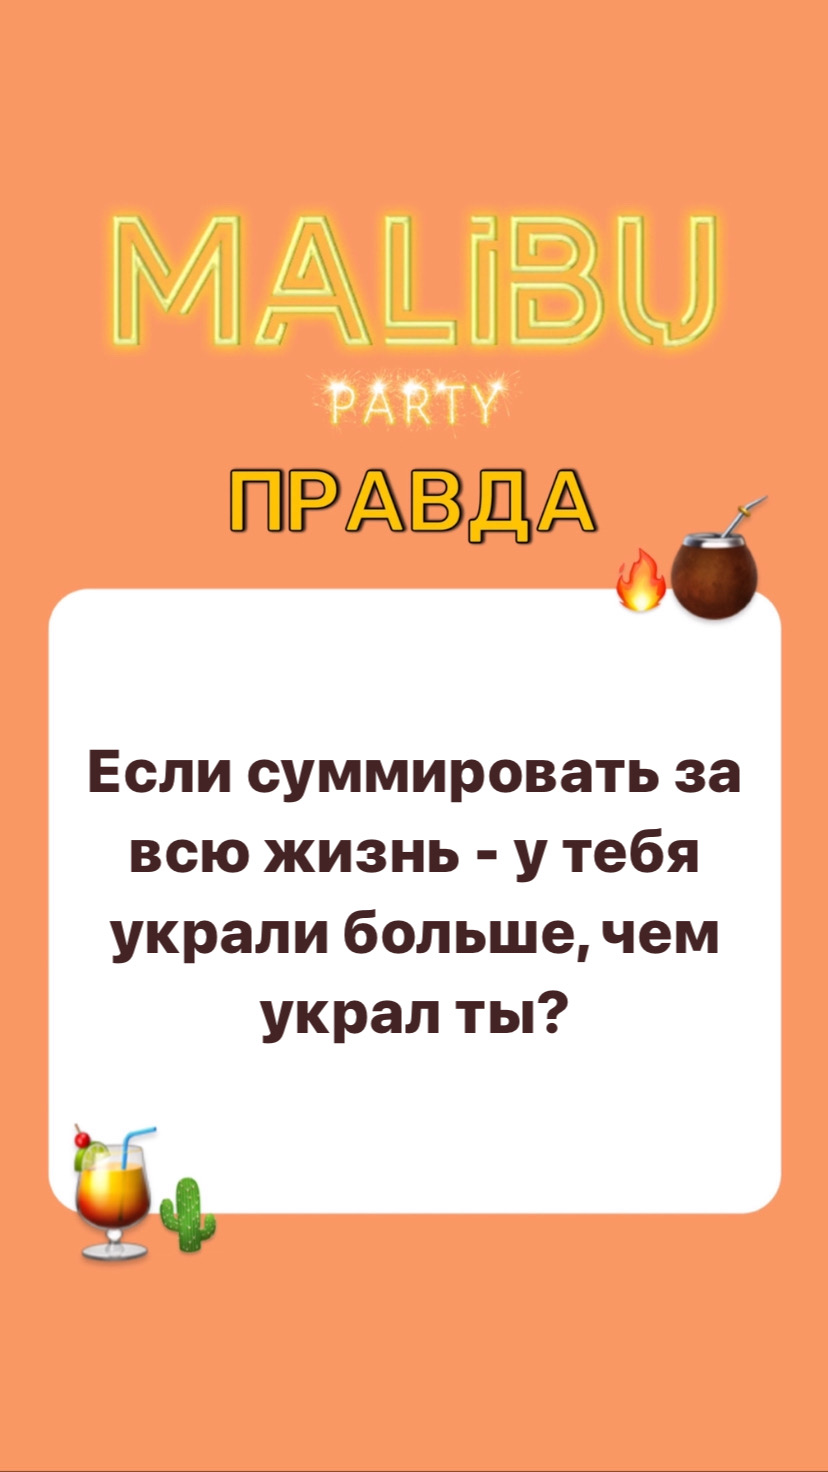 MALiBU
PARTY
ПРАВДА
Если суммировать за
всю жизнь - у тебя
украли больше, чем
украл ты?